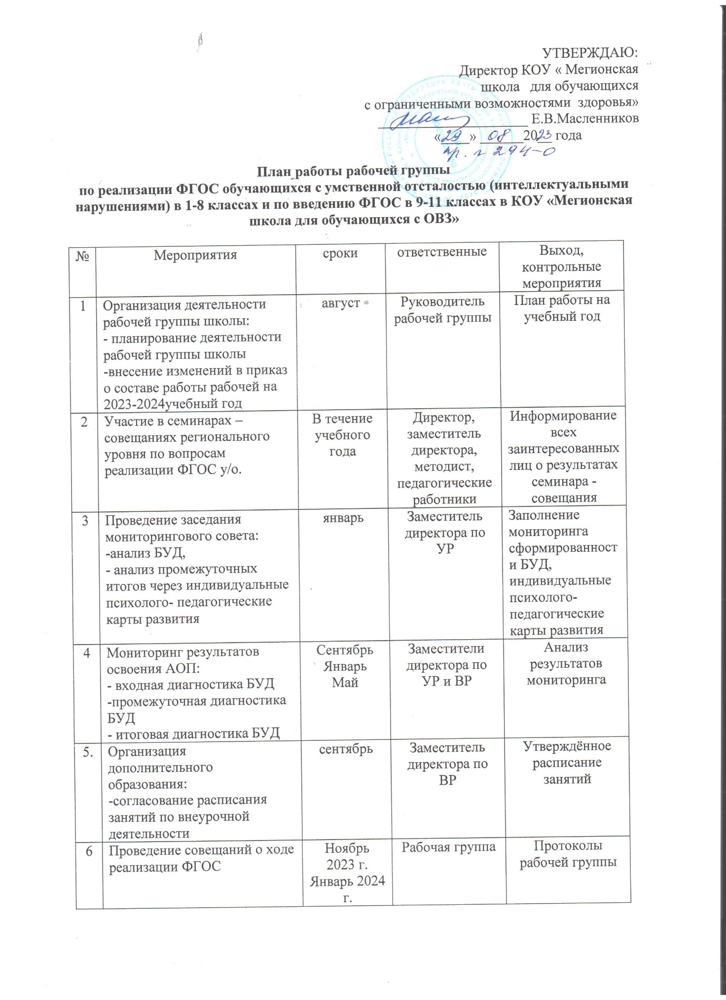 УТВЕРЖДАЮ:
Директор КОУ « Мегионская
школа для обучающихся
с ограниченными возможностями здоровья»
Е.В.Масленников
«29» 08 2023 года
пр. № 294-О
План работы рабочей группы
по реализации ФГОС обучающихся с умственной отсталостью (интеллектуальными
нарушениями) в 1-8 классах и по введению ФГОС в 9-11 классах в КОУ «Мегионская
школа для обучающихся с ОВЗ»
№
Мероприятия
сроки
ответственные
Выход,
контрольные
мероприятия
1
Организация деятельности
рабочей группы школы:
- планирование деятельности
рабочей группы школы
-внесение изменений в приказ
о составе работы рабочей на
2023-2024учебный год
август
Руководитель
рабочей группы
План работы на
учебный год
2
Участие в семинарах –
совещаниях регионального
уровня по вопросам
реализации ФГОС у/о.
В течение
учебного
года
Директор,
заместитель
директора,
методист,
педагогические
работники
Информирование
всех
заинтересованных
лиц о результатах
семинара -
совещания
3
Проведение заседания
мониторингового совета:
-анализ БУД,
- анализ промежуточных
итогов через индивидуальные
психолого- педагогические
карты развития
январь
Заместитель
директора по
УР
Заполнение
мониторинга
сформированност
и БУД,
индивидуальные
психолого-
педагогические
карты развития
4
Мониторинг результатов
освоения АОП:
- входная диагностика БУД
-промежуточная диагностика
БУД
- итоговая диагностика БУД
Сентябрь
Январь
Май
Заместители
директора по
УР и ВР
Анализ
результатов
мониторинга
5.
Организация
дополнительного
образования:
-согласование расписания
занятий по внеурочной
деятельности
сентябрь
Заместитель
директора по
ВР
Утверждённое
расписание
занятий
6
Проведение совещаний о ходе
реализации ФГОС
Ноябрь
2023 г.
Январь 2024
г.
Рабочая группа
Протоколы
рабочей группы